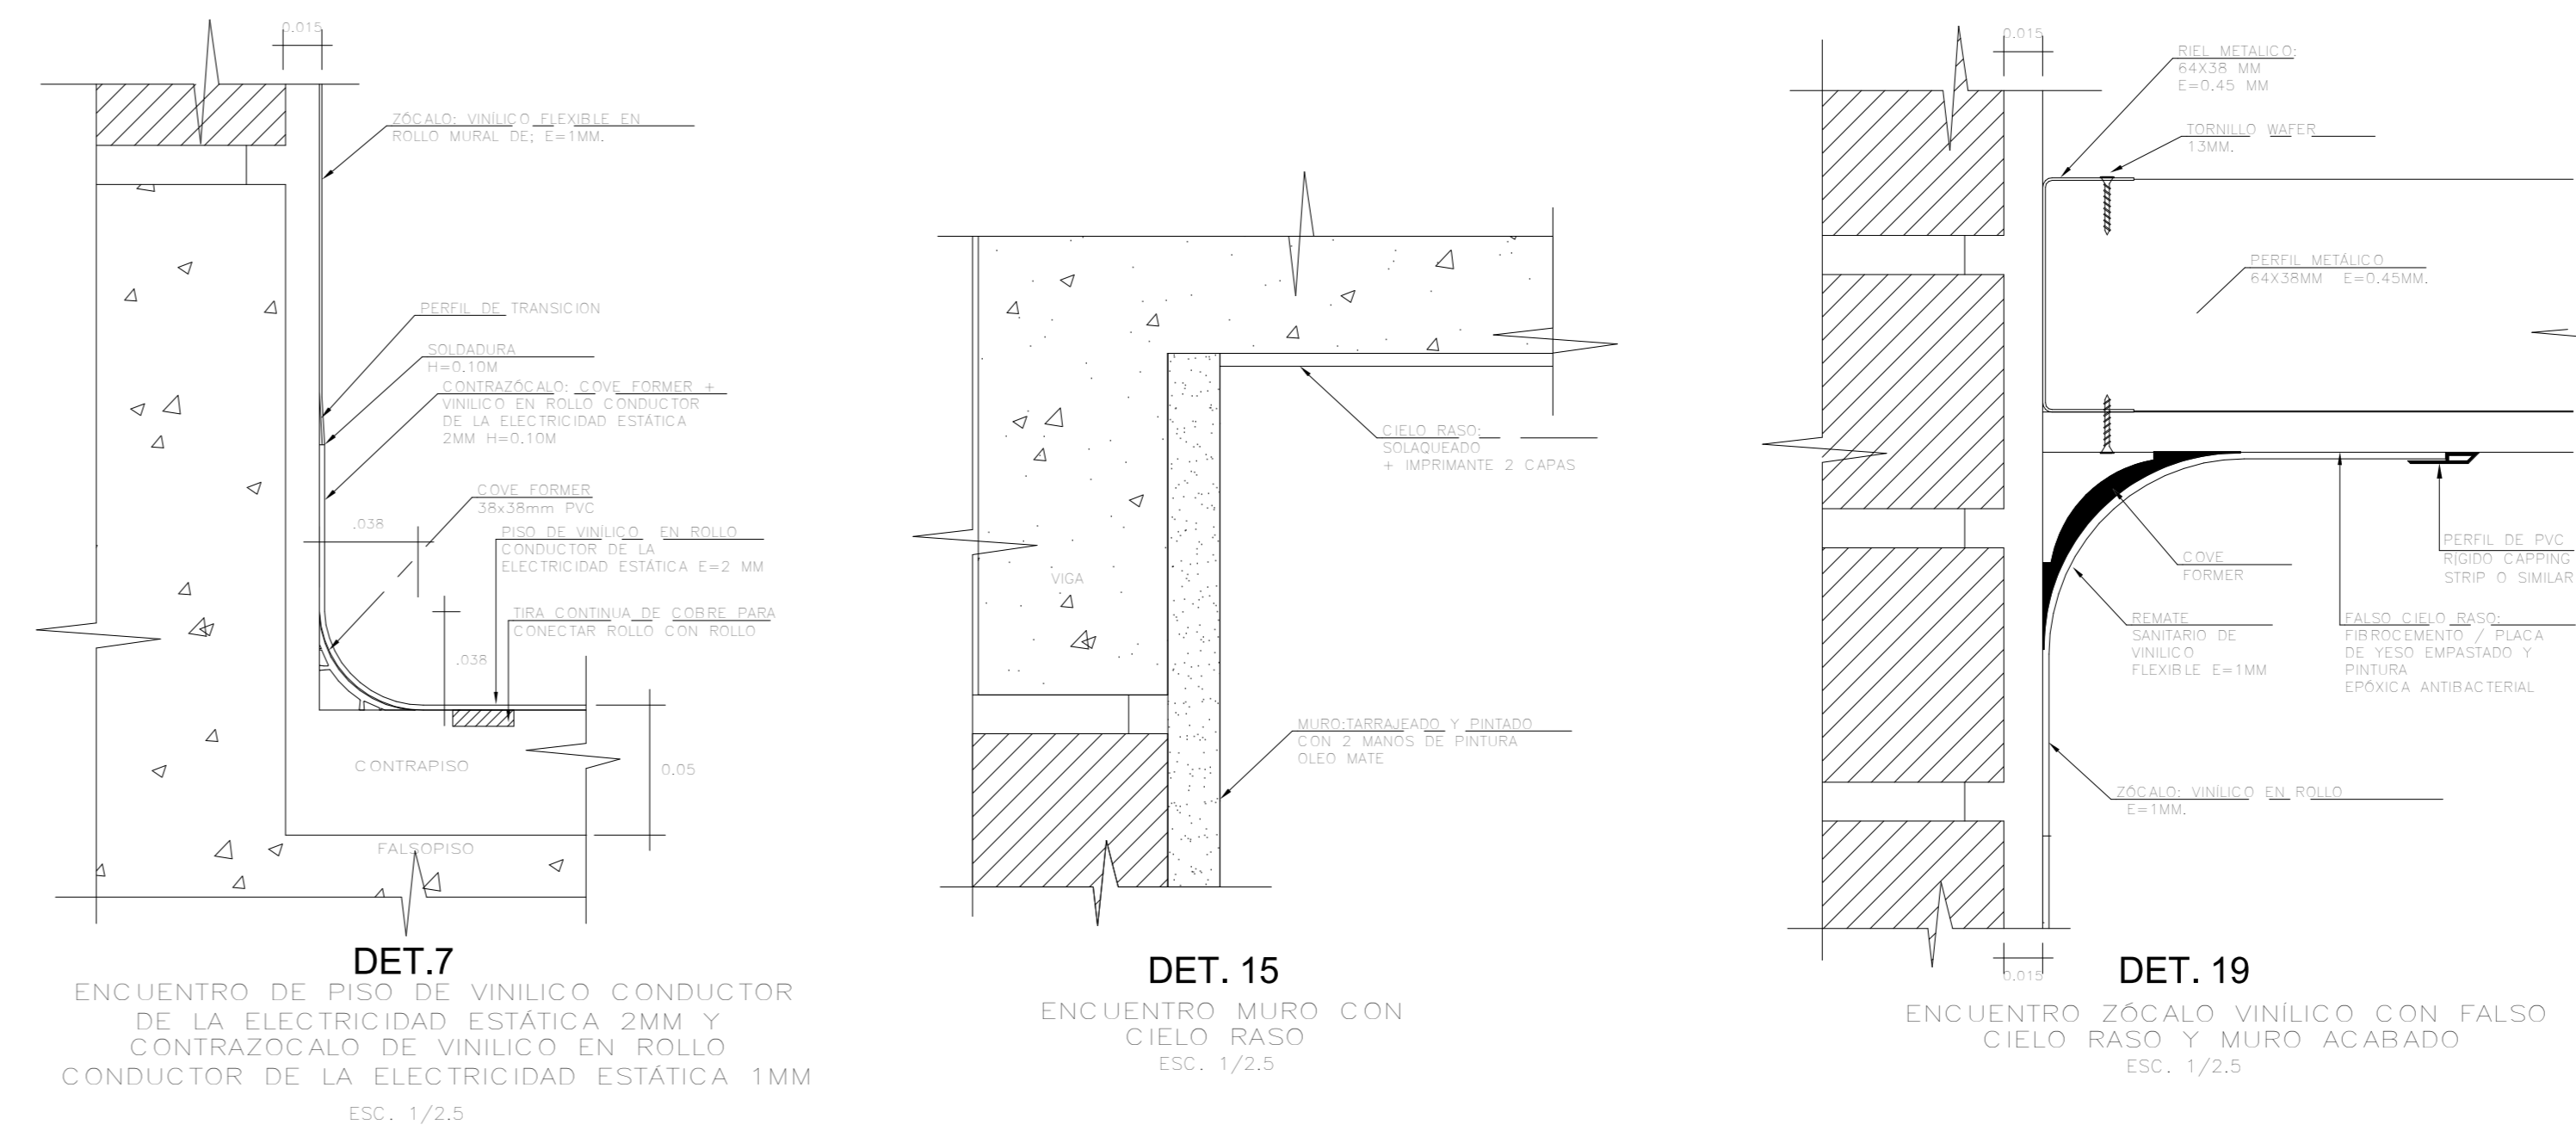 0.015
ZÓCALO: VINÍLICO FLEXIBLE EN
ROLLO MURAL DE; E=1MM.
PERFIL DE TRANSICION
SOLDADURA
H=0.10M
CONTRAZÓCALO: COVE FORMER +
VINILICO EN ROLLO CONDUCTOR
DE LA ELECTRICIDAD ESTÁTICA
2MM H=0.10M
COVE FORMER
38x38mm PVC
.038
PISO DE VINÍLICO EN ROLLO
CONDUCTOR DE LA
ELECTRICIDAD ESTÁTICA E=2 MM
TIRA CONTINUA DE COBRE PARA
CONECTAR ROLLO CON ROLLO
.038
CONTRAPISO
0.05
FALSOPISO
DET.7
ENCUENTRO DE PISO DE VINILICO CONDUCTOR
DE LA ELECTRICIDAD ESTÁTICA 2MM Y
CONTRAZOCALO DE VINILICO EN ROLLO
CONDUCTOR DE LA ELECTRICIDAD ESTÁTICA 1MM
ESC. 1/2.5
CIELO RASO:
SOLAQUEADO
+ IMPRIMANTE 2 CAPAS
VIGA
MURO:TARRAJEADO Y PINTADO
CON 2 MANOS DE PINTURA
OLEO MATE
DET. 15
ENCUENTRO MURO CON
CIELO RASO
ESC. 1/2.5
0.015
RIEL METALICO:
64X38 MM
E=0.45 MM
TORNILLO WAFER
13MM.
PERFIL METÁLICO
64X38MM E=0.45MM.
COVE
FORMER
PERFIL DE PVC
RÍGIDO CAPPING
STRIP O SIMILAR
REMATE
SANITARIO DE
VINILICO
FLEXIBLE E=1MM
FALSO CIELO RASO:
FIBROCEMENTO / PLACA
DE YESO EMPASTADO Y
PINTURA
EPÓXICA ANTIBACTERIAL
ZÓCALO: VINÍLICO EN ROLLO
E=1MM.
0.015
DET. 19
ENCUENTRO ZÓCALO VINÍLICO CON FALSO
CIELO RASO Y MURO ACABADO
ESC. 1/2.5